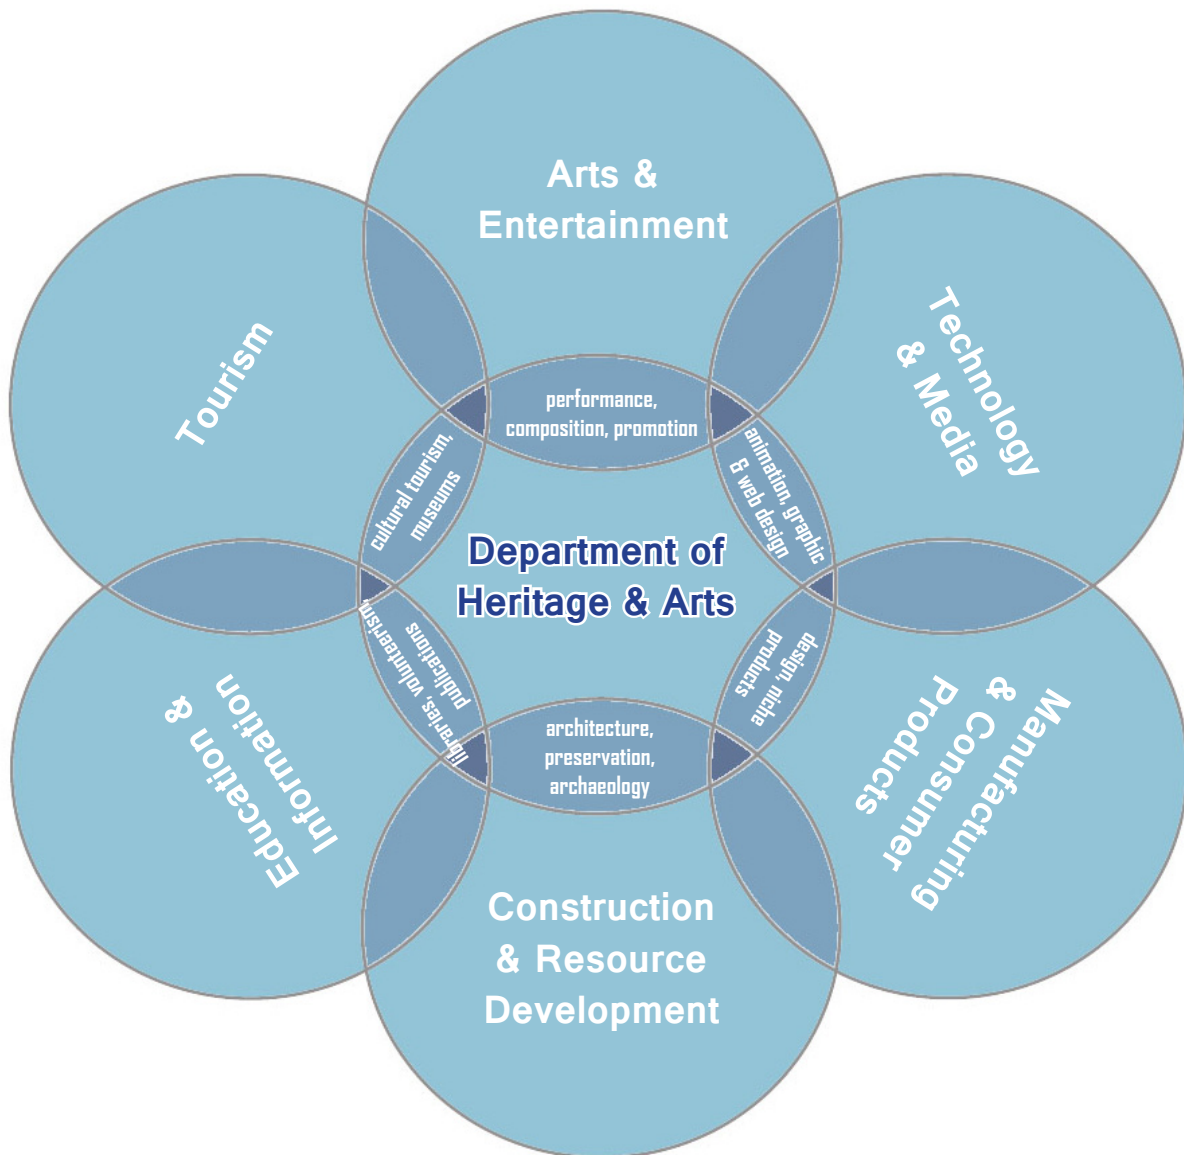 Arts &
Entertainment
Technology
& Media
Tourism
performance,
composition, promotion
animation, graphic
& web design
cultural tourism,
museums
Department of
Heritage & Arts
design, niche
products
libraries, volunteerism,
publications
architecture,
preservation,
archaeology
Manufacturing
& Consumer
Products
Education &
Information
Construction
& Resource
Development